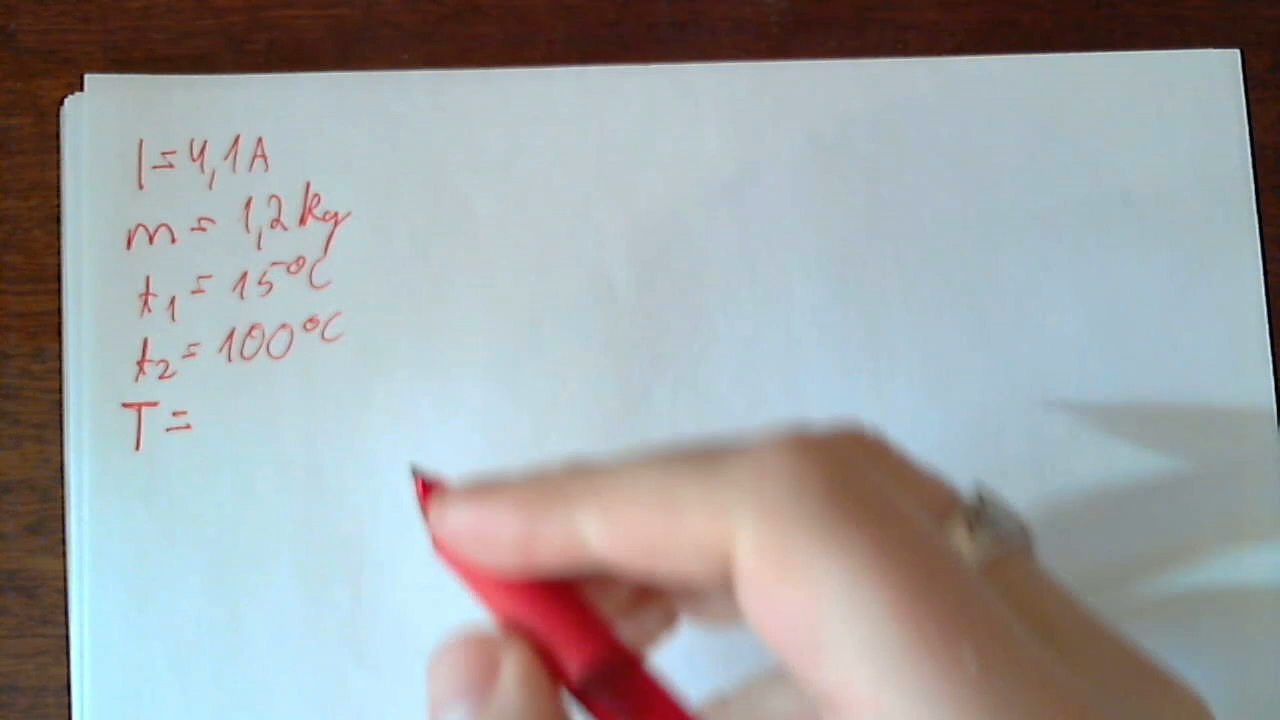 I = 4,1A
m = 1,2 kg
t₁ = 15°C
t₂ = 100°C
T =